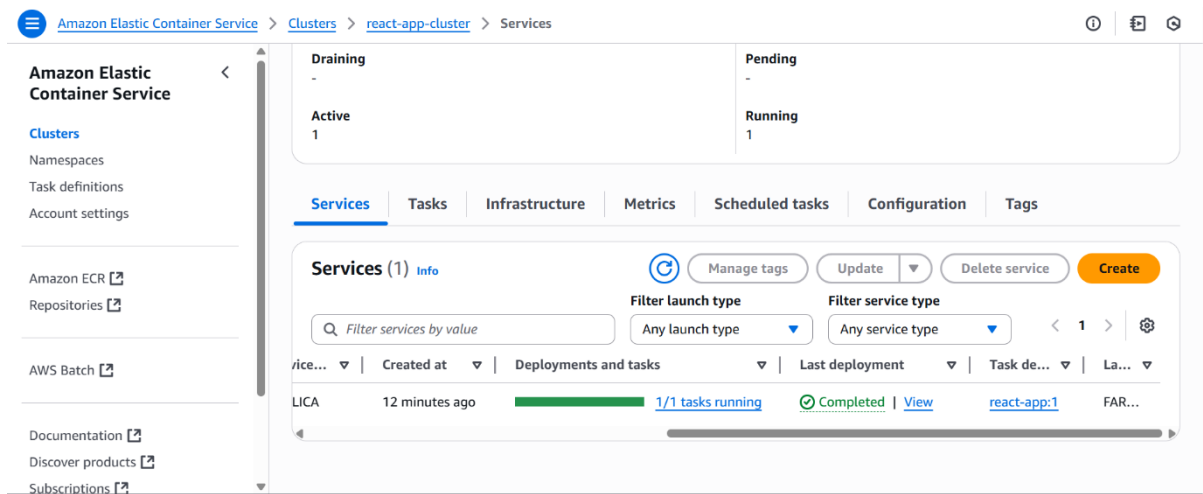 Amazon Elastic Container Service > Clusters > react-app-cluster > Services
Amazon Elastic
Container Service
Clusters
Namespaces
Task definitions
Account settings
Amazon ECR
Repositories
AWS Batch
Documentation
Discover products
Subscriptions
Draining
-
Pending
-
Active
1
Running
1
Services Tasks Infrastructure Metrics Scheduled tasks Configuration Tags
Services (1) Info
Manage tags Update Delete service Create
Filter launch type Filter service type
Filter services by value Any launch type Any service type 1
vice... Created at Deployments and tasks Last deployment Task de... La...
LICA 12 minutes ago 1/1 tasks running Completed | View react-app:1 FAR...